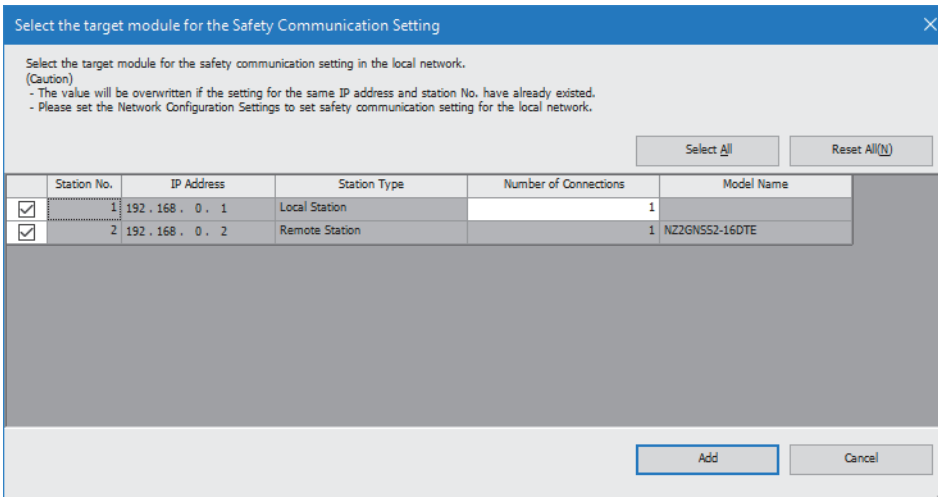 Select the target module for the Safety Communication Setting
Select the target module for the safety communication setting in the local network.
(Caution)
- The value will be overwritten if the setting for the same IP address and station No. have already existed.
- Please set the Network Configuration Settings to set safety communication setting for the local network.
Select All Reset All(N)
Station No. IP Address Station Type Number of Connections Model Name
1 192 . 168 . 0 . 1 Local Station 1
2 192 . 168 . 0 . 2 Remote Station 1 NZ2GNSS2-16DTE
Add Cancel